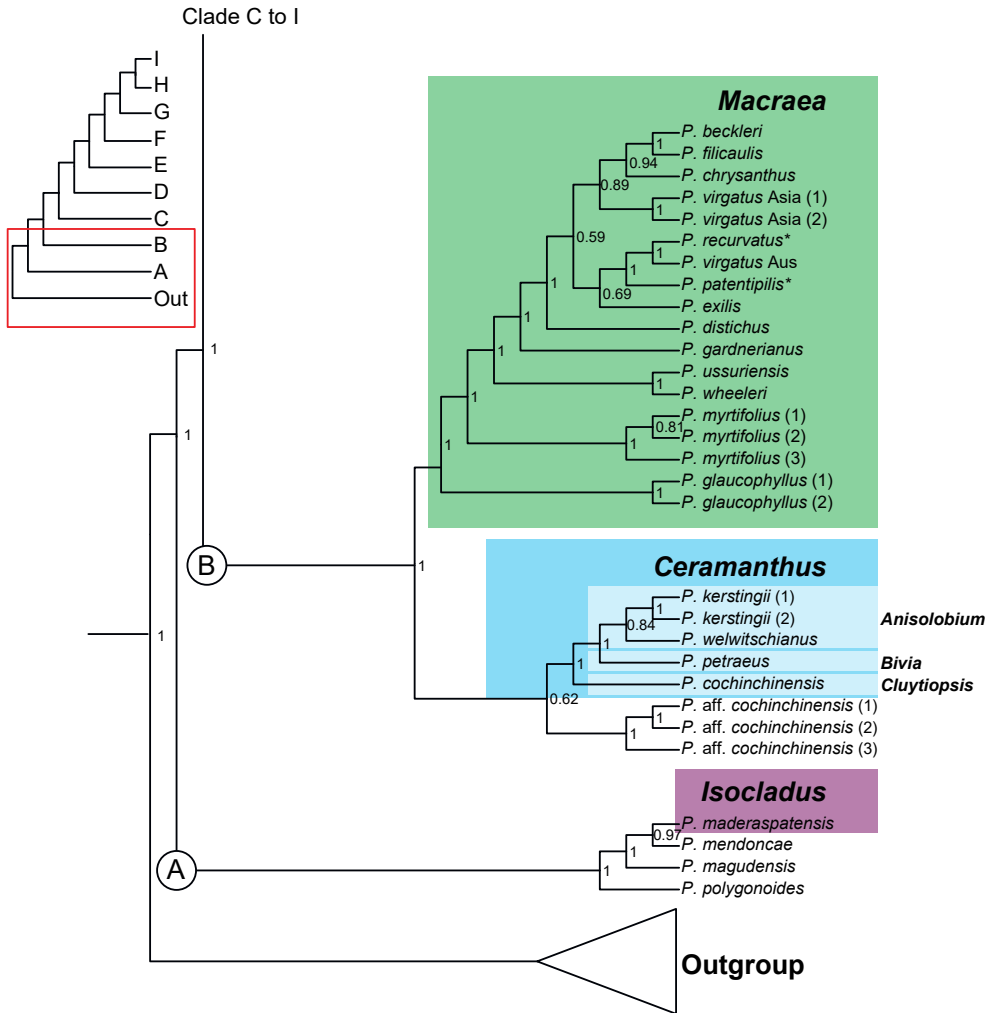 Clade C to I
I
H
G
F
E
D
C
B
A
Out
Macraea
P. beckleri
1
P. filicaulis
0.94
P. chrysanthus
0.89
P. virgatus Asia (1)
1
P. virgatus Asia (2)
0.59
P. recurvatus*
1
P. virgatus Aus
1
P. patentipilis*
0.69
P. exilis
1
P. distichus
1
P. gardnerianus
1
P. ussuriensis
1
P. wheeleri
1
P. myrtifolius (1)
0.81
P. myrtifolius (2)
1
P. myrtifolius (3)
1
P. glaucophyllus (1)
1
P. glaucophyllus (2)
1
1
1
B
1
Ceramanthus
P. kerstingii (1)
1
P. kerstingii (2)
0.84
Anisolobium
P. welwitschianus
1
P. petraeus
Bivia
1
P. cochinchinensis
Cluytiopsis
0.62
P. aff. cochinchinensis (1)
1
P. aff. cochinchinensis (2)
1
P. aff. cochinchinensis (3)
1
Isocladus
P. maderaspatensis
0.97
P. mendoncae
1
P. magudensis
1
P. polygonoides
A
Outgroup